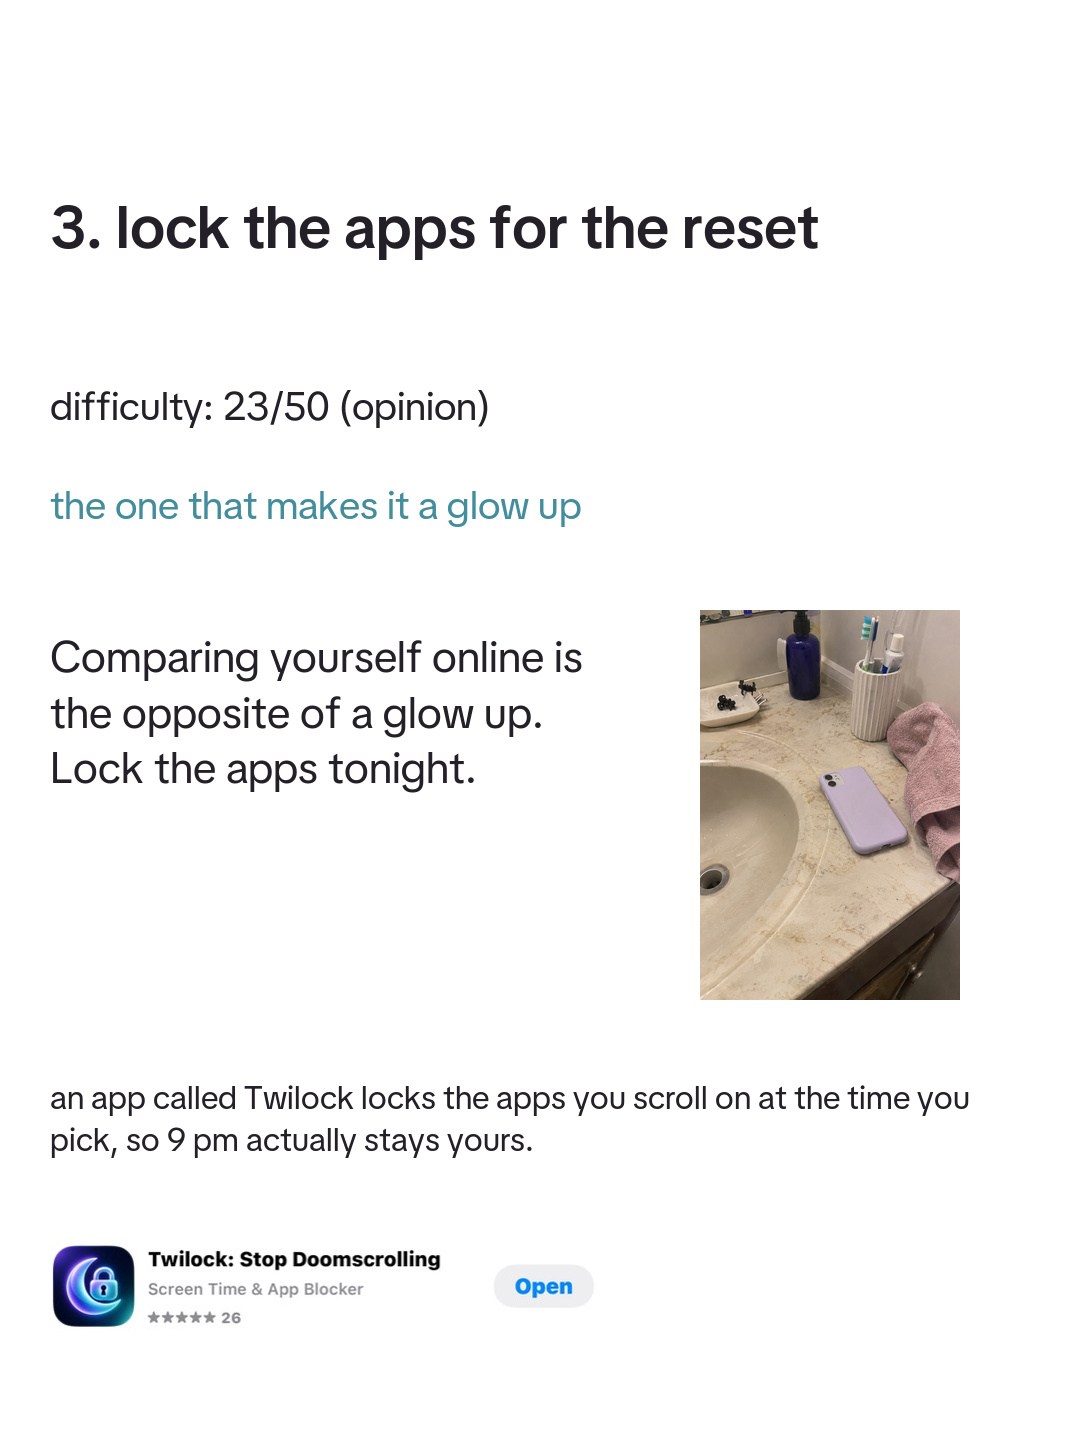 3. lock the apps for the reset
difficulty: 23/50 (opinion)
the one that makes it a glow up
Comparing yourself online is
the opposite of a glow up.
Lock the apps tonight.
an app called Twilock locks the apps you scroll on at the time you
pick, so 9 pm actually stays yours.
Twilock: Stop Doomscrolling
Screen Time & App Blocker
★★★★★ 26
Open